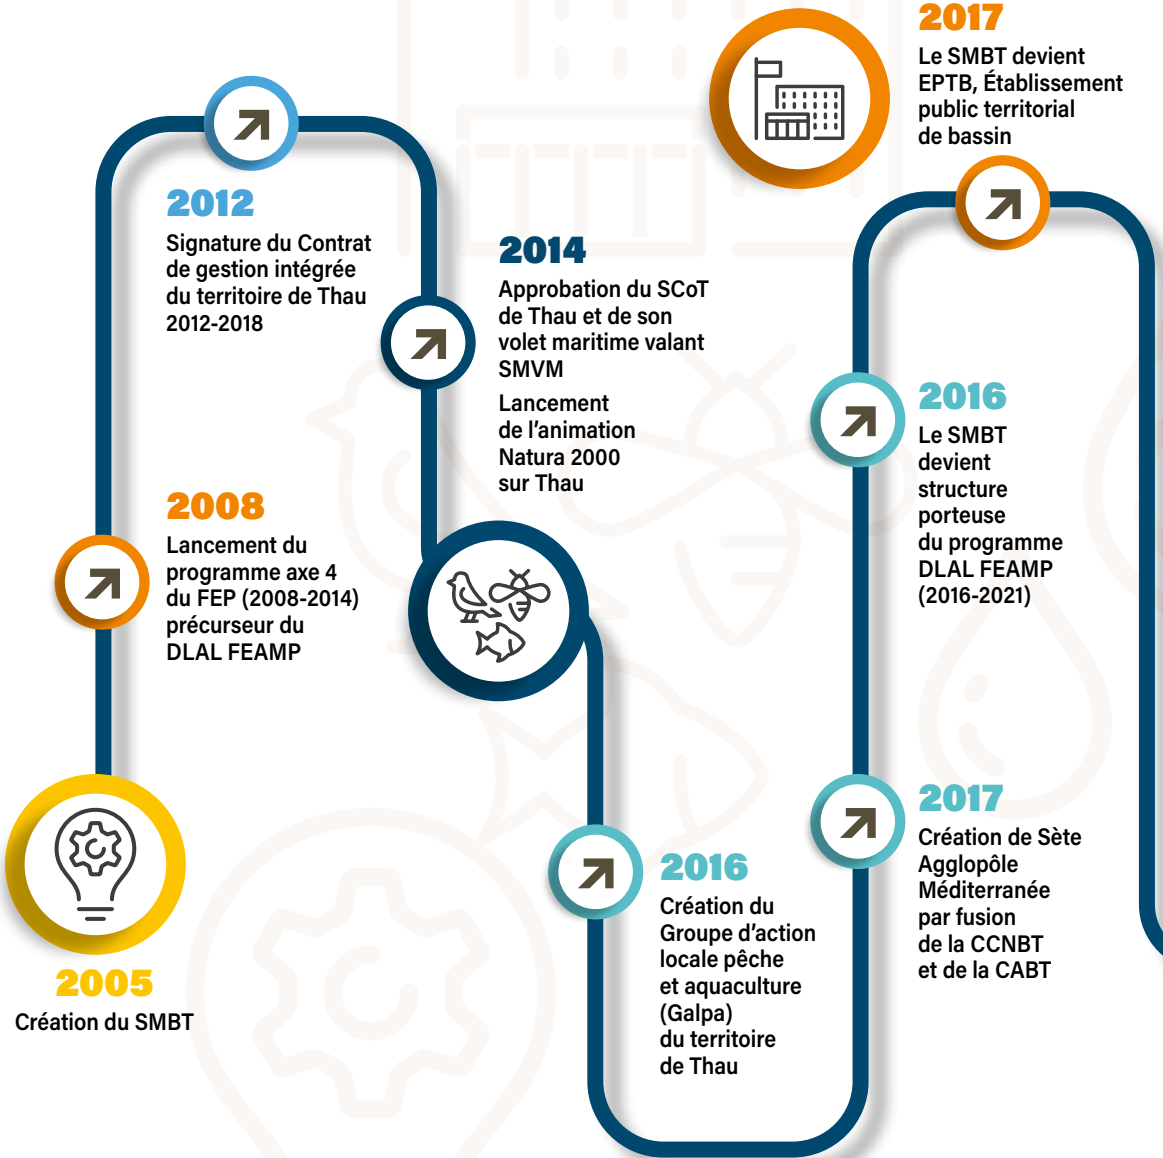 2005
Création du SMBT
2008
Lancement du
programme axe 4
du FEP (2008-2014)
précurseur du
DLAL FEAMP
2012
Signature du Contrat
de gestion intégrée
du territoire de Thau
2012-2018
2014
Approbation du SCoT
de Thau et de son
volet maritime valant
SMVM
Lancement
de l'animation
Natura 2000
sur Thau
2016
Création du
Groupe d'action
locale pêche
et aquaculture
(Galpa)
du territoire
de Thau
2017
Création de Sète
Agglopôle
Méditerranée
par fusion
de la CCNBT
et de la CABT
2016
Le SMBT
devient
structure
porteuse
du programme
DLAL FEAMP
(2016-2021)
2017
Le SMBT devient
EPTB, Établissement
public territorial
de bassin